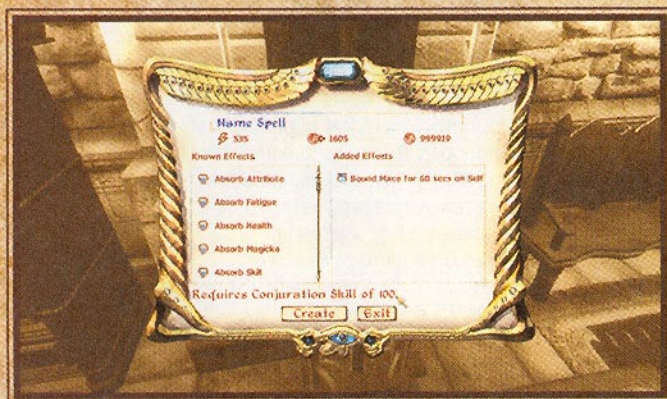 Name Spell
535 1605 999919
Known Effects Added Effects
Absorb Attribute Bound Mace for 60 secs on Self
Absorb Fatigue
Absorb Health
Absorb Magicka
Absorb Skill
Requires Conjuration Skill of 100.
Create Exit